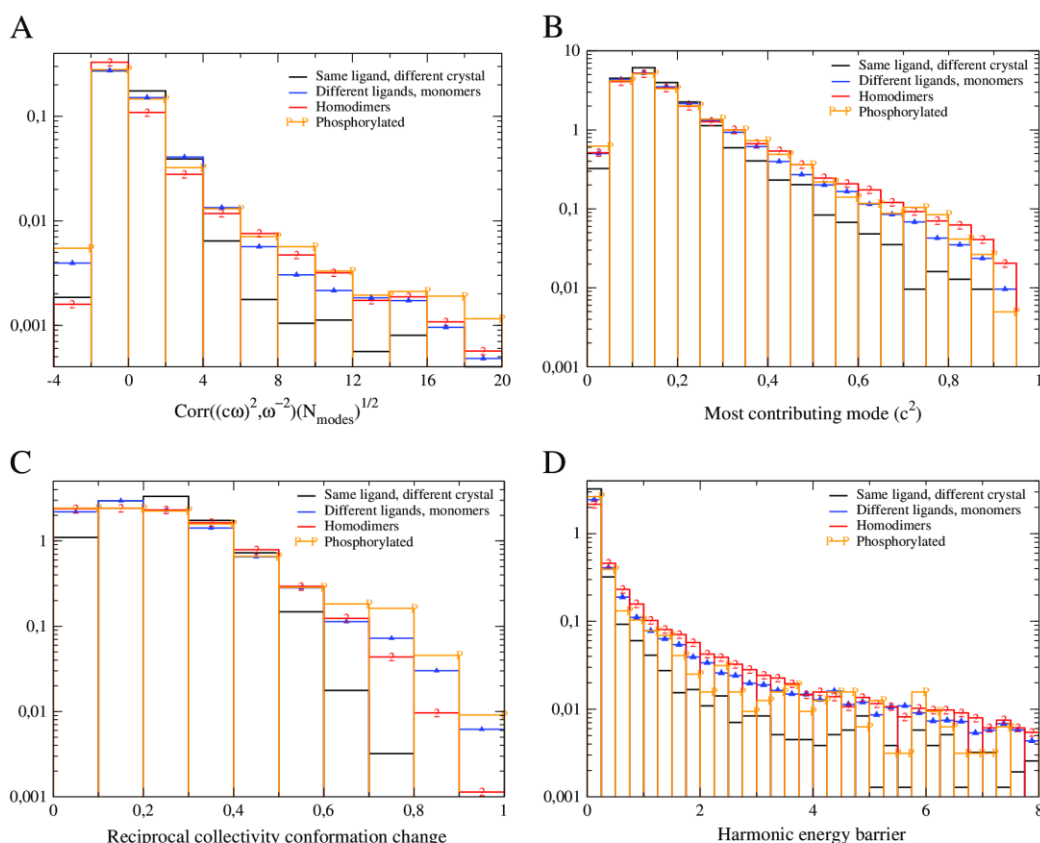 A
Same ligand, different crystal
Different ligands, monomers
Homodimers
Phosphorylated
0,1
0,01
0,001
-4 0 4 8 12 16 20
Corr((cω)²,ω⁻²)(N_modes)^1/2
B
Same ligand, different crystal
Different ligands, monomers
Homodimers
Phosphorylated
10
1
0,1
0,01
0,001
0 0,2 0,4 0,6 0,8 1
Most contributing mode (c²)
C
Same ligand, different crystal
Different ligands, monomers
Homodimers
Phosphorylated
1
0,1
0,01
0,001
0 0,2 0,4 0,6 0,8 1
Reciprocal collectivity conformation change
D
Same ligand, different crystal
Different ligands, monomers
Homodimers
Phosphorylated
1
0,1
0,01
0,001
0 2 4 6 8
Harmonic energy barrier